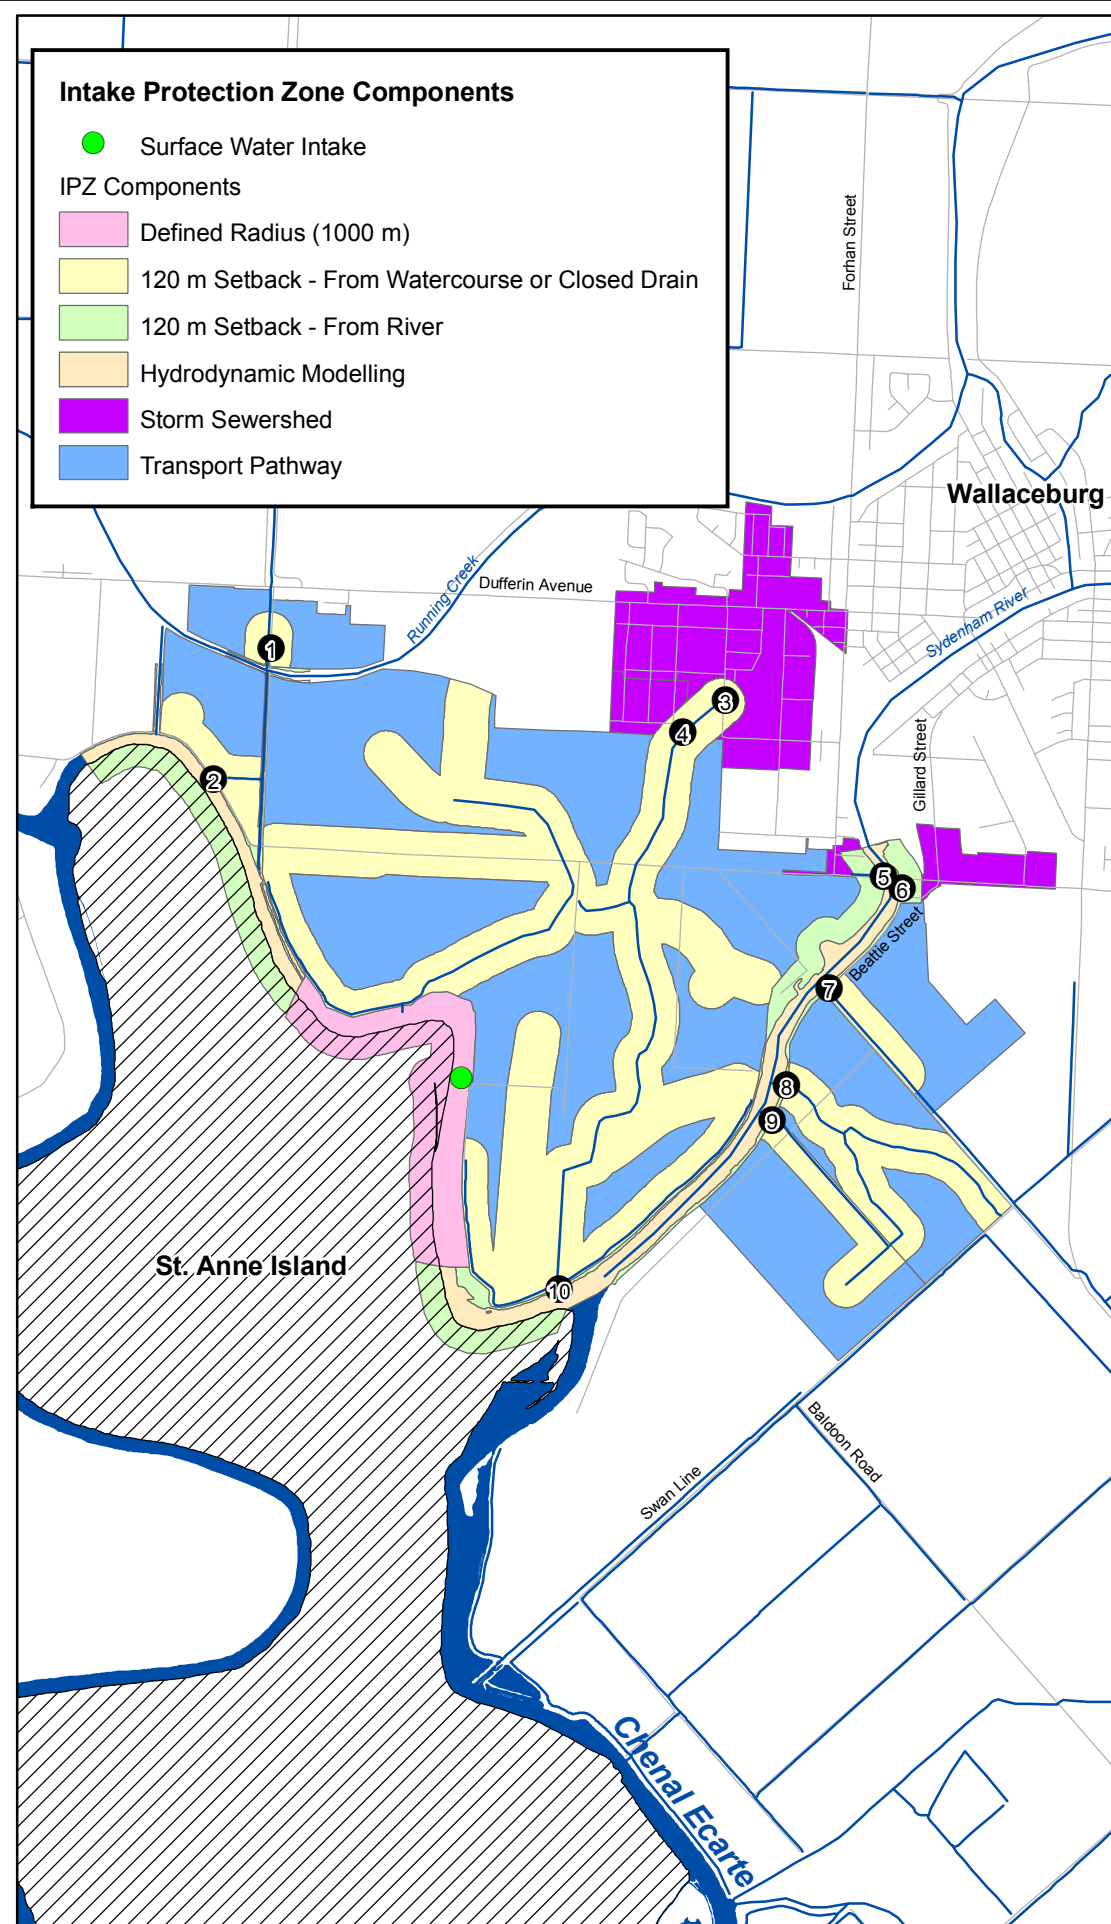 Intake Protection Zone Components
Surface Water Intake
IPZ Components
Defined Radius (1000 m)
120 m Setback - From Watercourse or Closed Drain
120 m Setback - From River
Hydrodynamic Modelling
Storm Sewershed
Transport Pathway
Forhan Street
Wallaceburg
Running Creek
Dufferin Avenue
Sydenham River
1
3
4
2
Gillard Street
5
6
Beattie Street
7
8
9
St. Anne Island
10
Baldoon Road
Swan Line
Chenal Ecarte